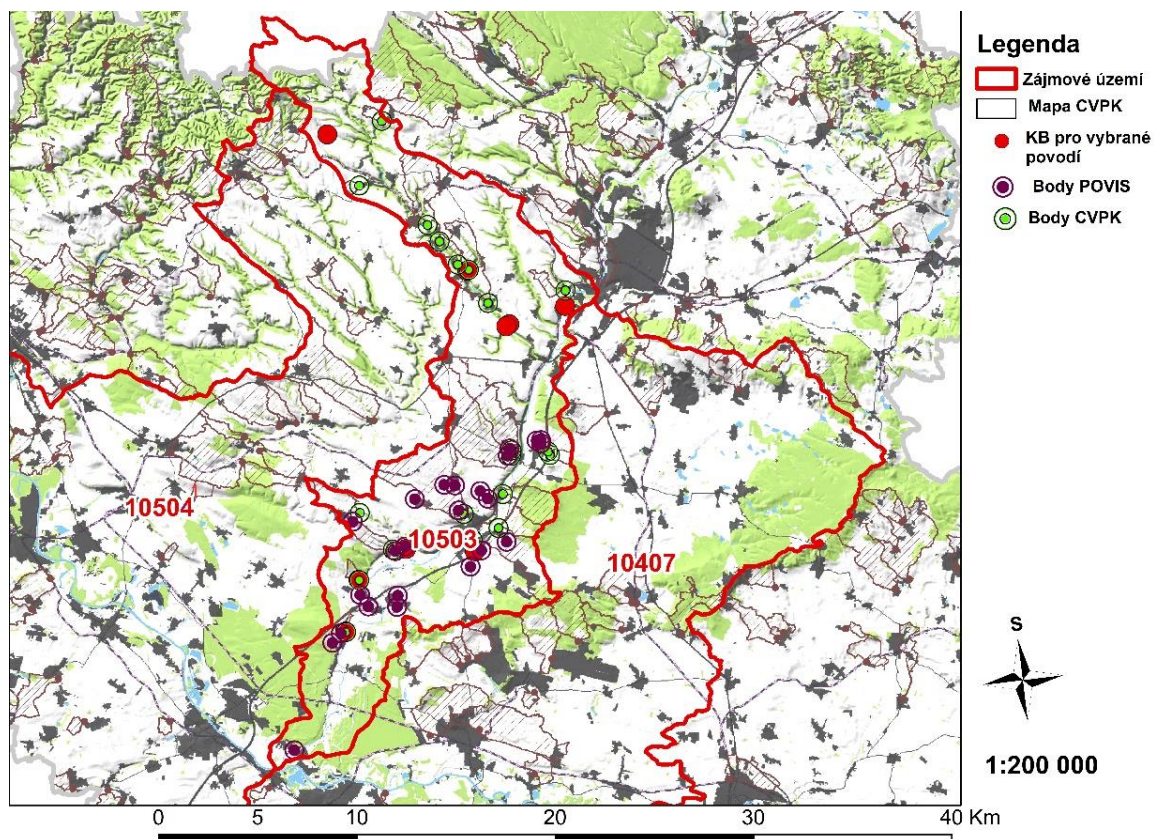 Legenda
Zájmové území
Mapa CVPK
KB pro vybrané
povodí
Body POVIS
Body CVPK
10504
10503
10407
S
1:200 000
0 5 10 20 30 40 Km